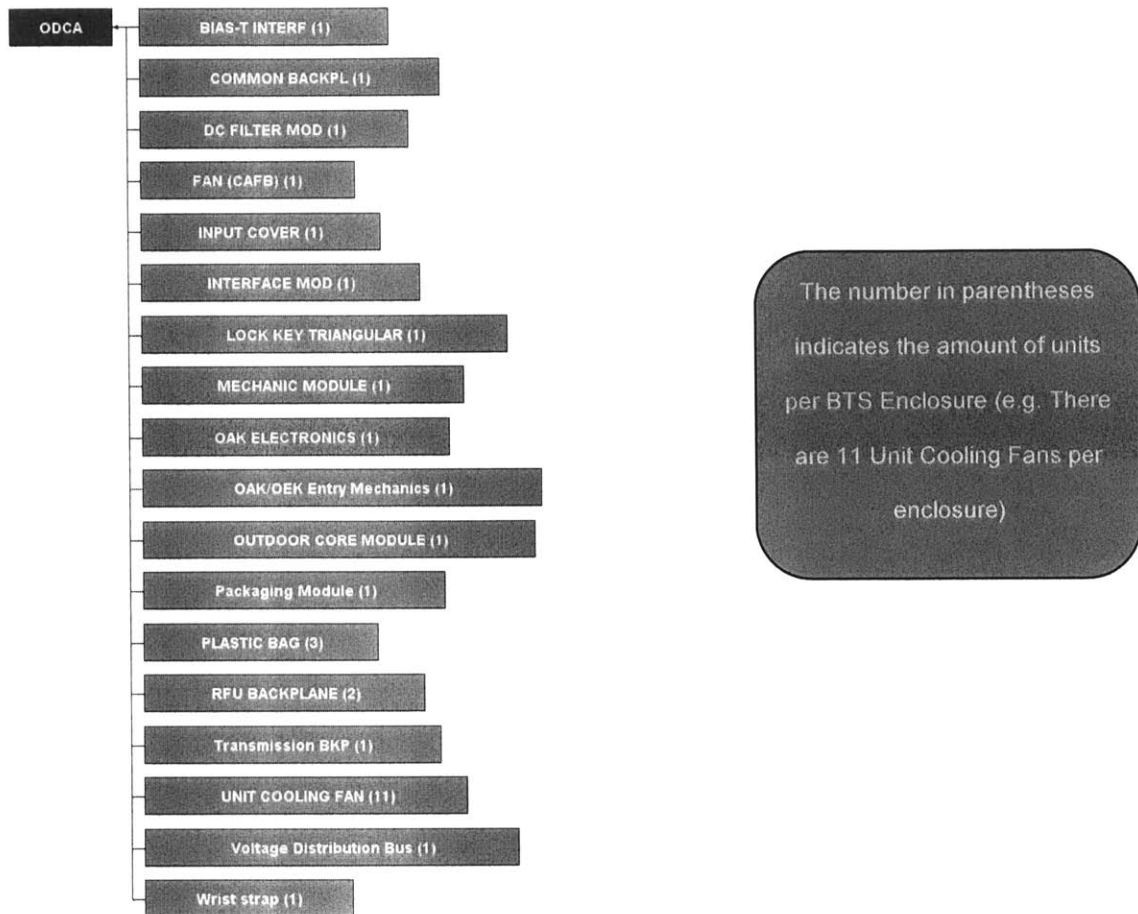 ODCA
BIAS-T INTERF (1)
COMMON BACKPL (1)
DC FILTER MOD (1)
FAN (CAFB) (1)
INPUT COVER (1)
INTERFACE MOD (1)
LOCK KEY TRIANGULAR (1)
MECHANIC MODULE (1)
OAK ELECTRONICS (1)
OAK/OEK Entry Mechanics (1)
OUTDOOR CORE MODULE (1)
Packaging Module (1)
PLASTIC BAG (3)
RFU BACKPLANE (2)
Transmission BKP (1)
UNIT COOLING FAN (11)
Voltage Distribution Bus (1)
Wrist strap (1)
The number in parentheses
indicates the amount of units
per BTS Enclosure (e.g. There
are 11 Unit Cooling Fans per
enclosure)